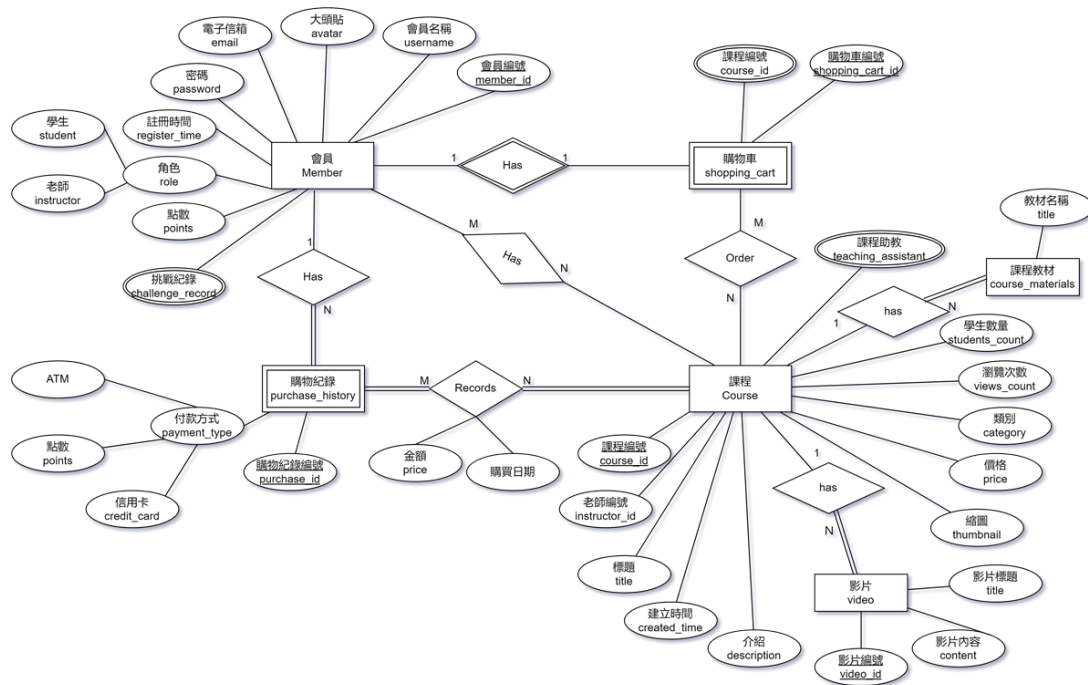 電子信箱
email
大頭貼
avatar
會員名稱
username
會員編號
member_id
密碼
password
註冊時間
register_time
學生
student
老師
instructor
角色
role
點數
points
挑戰紀錄
challenge_record
會員
Member
1
Has
1
購物車
shopping_cart
課程編號
course_id
購物車編號
shopping_cart_id
M
Order
N
M
Has
N
1
Has
N
教材名稱
title
課程教材
course_materials
課程助教
teaching_assistant
1
has
N
學生數量
students_count
瀏覽次數
views_count
類別
category
價格
price
縮圖
thumbnail
購物紀錄
purchase_history
M
Records
N
課程
Course
ATM
點數
points
付款方式
payment_type
信用卡
credit_card
購物紀錄編號
purchase_id
金額
price
購買日期
課程編號
course_id
老師編號
instructor_id
標題
title
建立時間
created_time
介紹
description
1
has
N
影片
video
影片標題
title
影片內容
content
影片編號
video_id